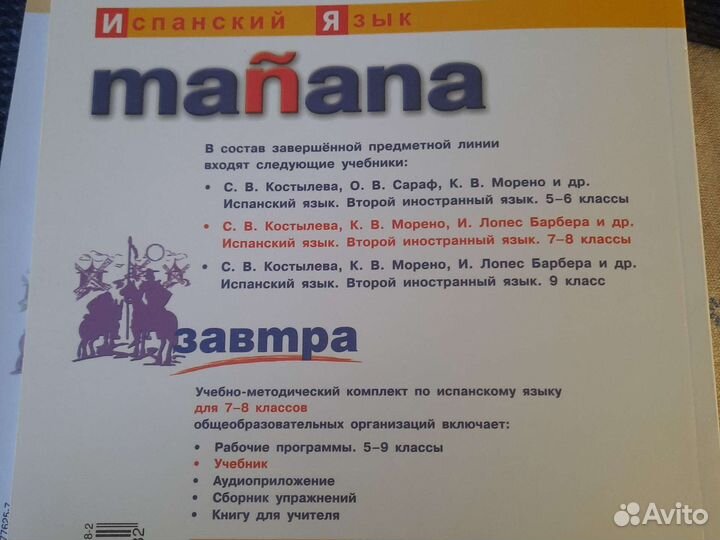 Испанский Язык
mañana
В состав завершённой предметной линии
входят следующие учебники:
• С. В. Костылева, О. В. Сараф, К. В. Морено и др.
Испанский язык. Второй иностранный язык. 5–6 классы
• С. В. Костылева, К. В. Морено, И. Лопес Барбера и др.
Испанский язык. Второй иностранный язык. 7–8 классы
• С. В. Костылева, К. В. Морено, И. Лопес Барбера и др.
Испанский язык. Второй иностранный язык. 9 класс
завтра
Учебно-методический комплект по испанскому языку
для 7–8 классов
общеобразовательных организаций включает:
• Рабочие программы. 5–9 классы
• Учебник
• Аудиоприложение
• Сборник упражнений
• Книгу для учителя
Avito